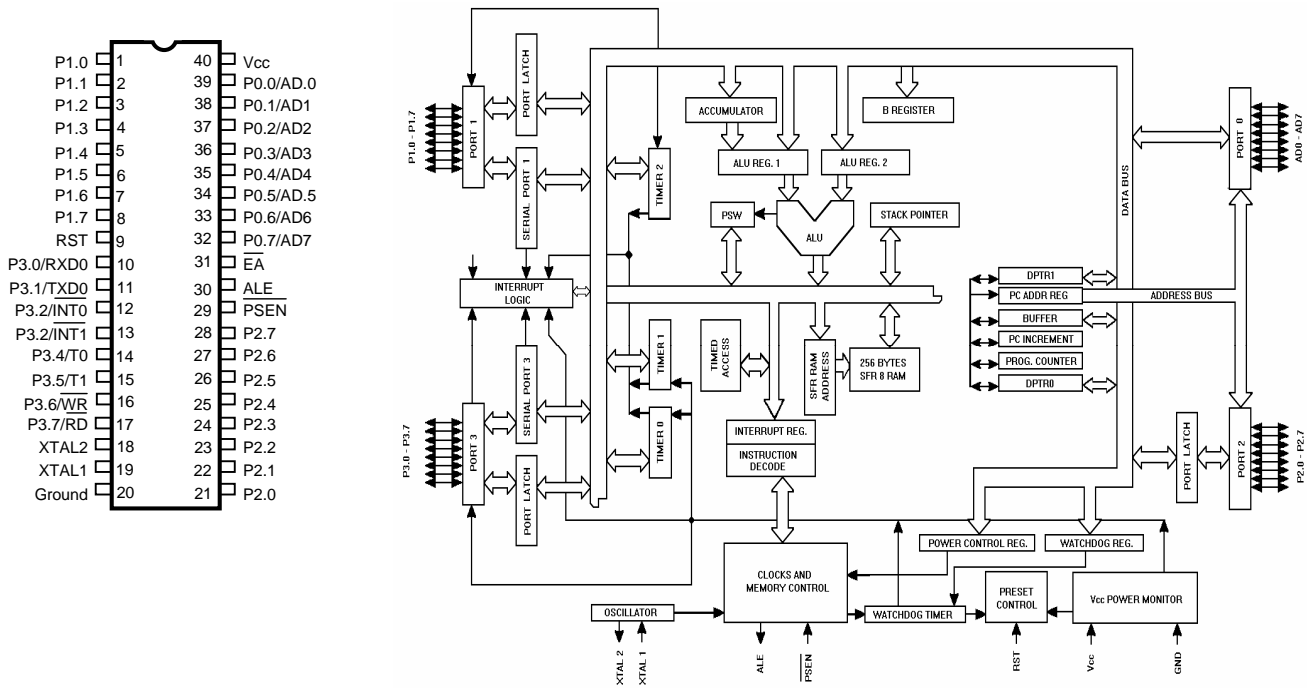 P1.0 1 40 Vcc
P1.1 2 39 P0.0/AD.0
P1.2 3 38 P0.1/AD1
P1.3 4 37 P0.2/AD2
P1.4 5 36 P0.3/AD3
P1.5 6 35 P0.4/AD4
P1.6 7 34 P0.5/AD.5
P1.7 8 33 P0.6/AD6
RST 9 32 P0.7/AD7
P3.0/RXD0 10 31 EA
P3.1/TXD0 11 30 ALE
P3.2/INT0 12 29 PSEN
P3.2/INT1 13 28 P2.7
P3.4/T0 14 27 P2.6
P3.5/T1 15 26 P2.5
P3.6/WR 16 25 P2.4
P3.7/RD 17 24 P2.3
XTAL2 18 23 P2.2
XTAL1 19 22 P2.1
Ground 20 21 P2.0
P1.0 - P1.7
PORT 1
PORT LATCH
SERIAL PORT 1
TIMER 2
ACCUMULATOR
B REGISTER
ALU REG. 1
ALU REG. 2
PSW
ALU
STACK POINTER
DATA BUS
PORT 0
AD0 - AD7
INTERRUPT
LOGIC
DPTR1
PC ADDR REG
ADDRESS BUS
BUFFER
PC INCREMENT
PROG. COUNTER
DPTR0
TIMER 1
TIMED
ACCESS
SFR RAM
ADDRESS
256 BYTES
SFR 8 RAM
P3.0 - P3.7
PORT 3
SERIAL PORT 3
PORT LATCH
TIMER 0
INTERRUPT REG.
INSTRUCTION
DECODE
PORT LATCH
PORT 2
P2.0 - P2.7
POWER CONTROL REG.
WATCHDOG REG.
CLOCKS AND
MEMORY CONTROL
OSCILLATOR
WATCHDOG TIMER
PRESET
CONTROL
Vcc POWER MONITOR
XTAL 2
XTAL 1
ALE
PSEN
RST
Vcc
GND